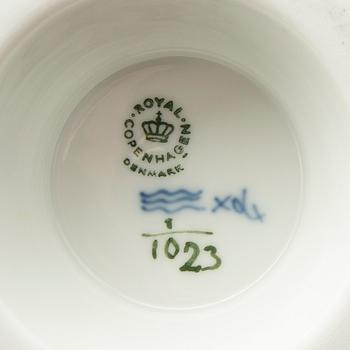 ROYAL
COPENHAGEN
DENMARK
1
1023